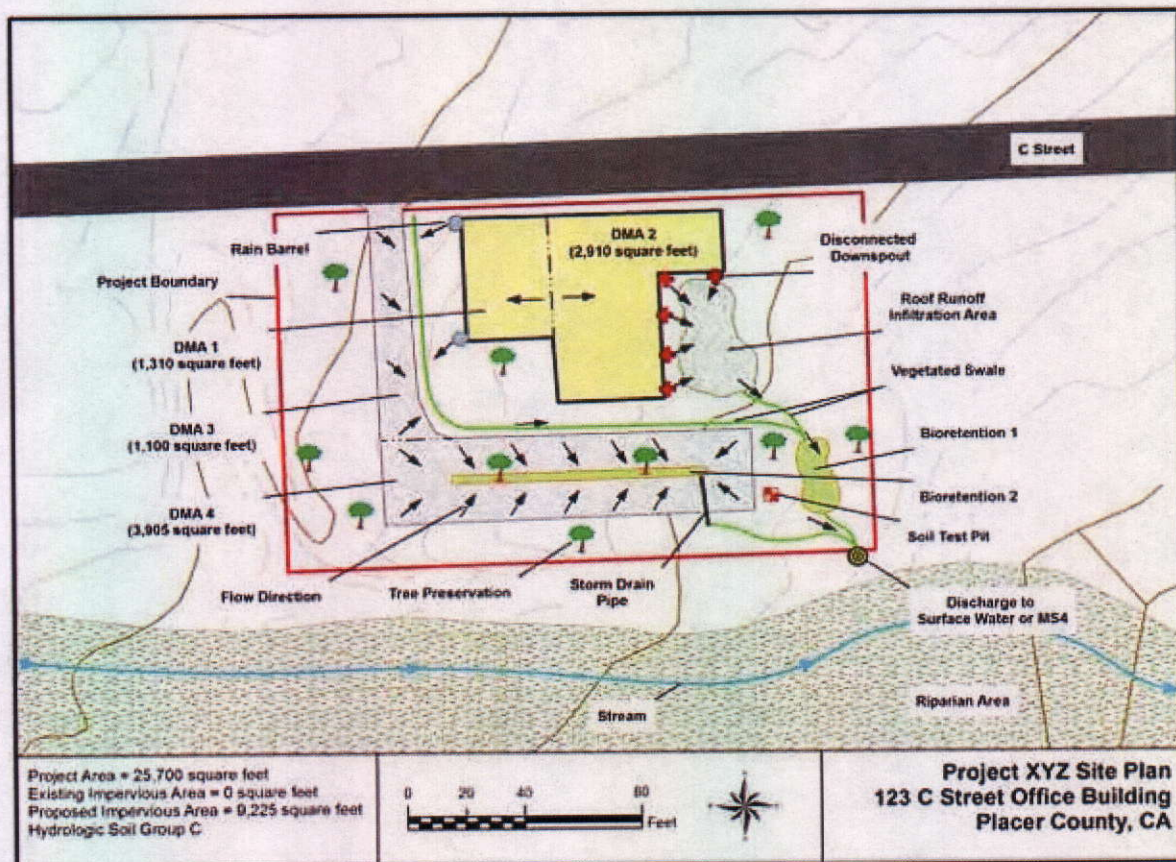 C Street
Rain Barrel
DMA 2
(2,910 square feet)
Disconnected
Downspout
Project Boundary
Roof Runoff
Infiltration Area
DMA 1
(1,310 square feet)
Vegetated Swale
DMA 3
(1,100 square feet)
Bioretention 1
Bioretention 2
DMA 4
(3,905 square feet)
Soil Test Pit
Flow Direction
Tree Preservation
Storm Drain
Pipe
Discharge to
Surface Water or MS4
Stream
Riparian Area
Project Area = 25,700 square feet
Existing Impervious Area = 0 square feet
Proposed Impervious Area = 9,225 square feet
Hydrologic Soil Group C
0 20 40 80
Feet
Project XYZ Site Plan
123 C Street Office Building
Placer County, CA